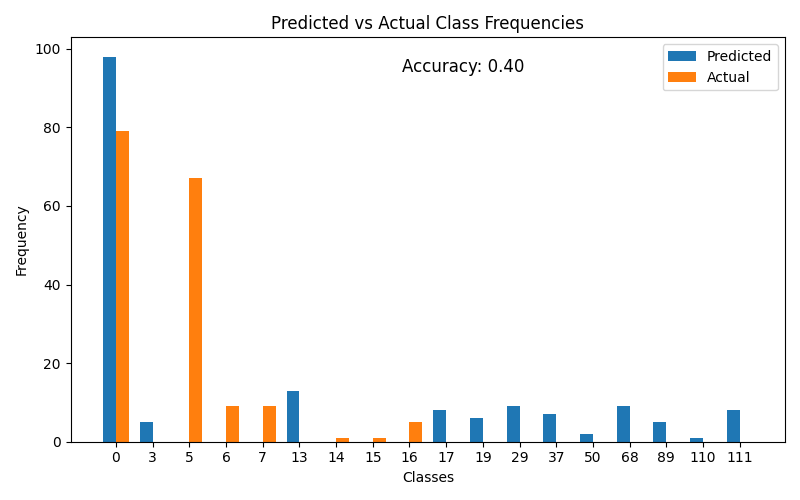 Predicted vs Actual Class Frequencies
Accuracy: 0.40
Predicted
Actual
Frequency
100
80
60
40
20
0
0 3 5 6 7 13 14 15 16 17 19 29 37 50 68 89 110 111
Classes